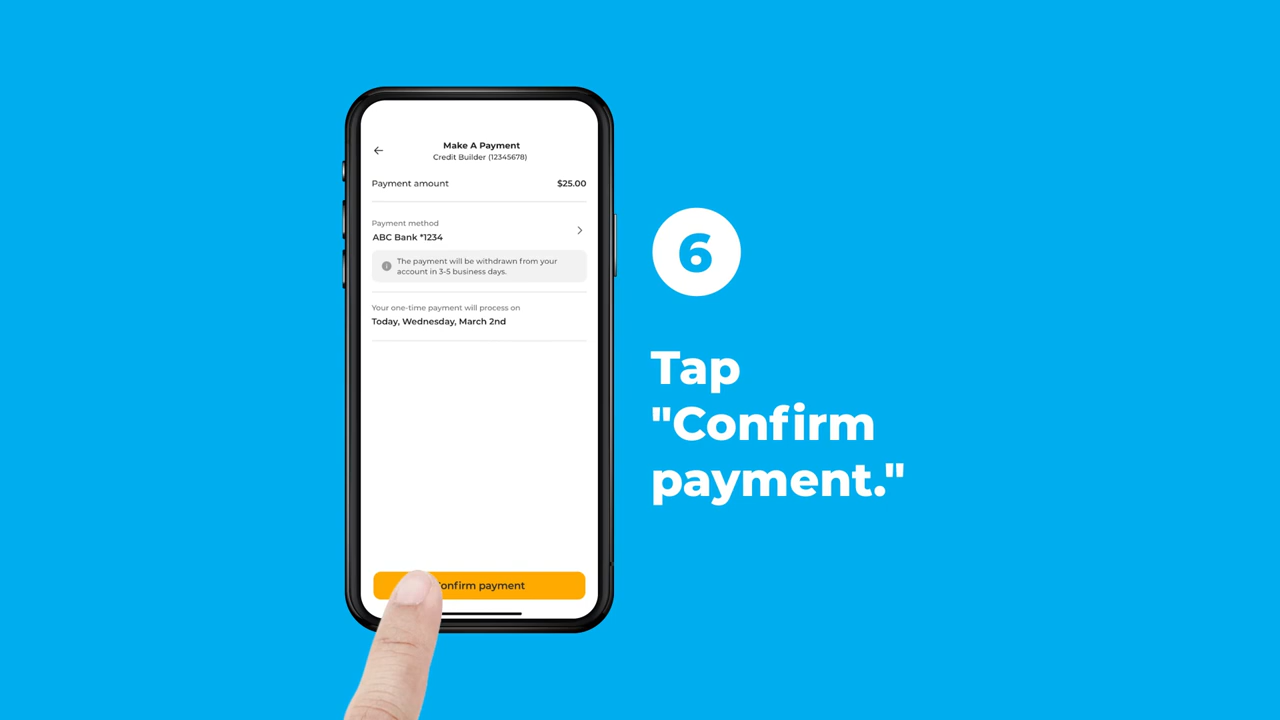 Make A Payment
Credit Builder (12345678)
Payment amount $25.00
Payment method
ABC Bank *1234
The payment will be withdrawn from your
account in 3-5 business days.
Your one-time payment will process on
Today, Wednesday, March 2nd
onfirm payment
6
Tap
"Confirm
payment."